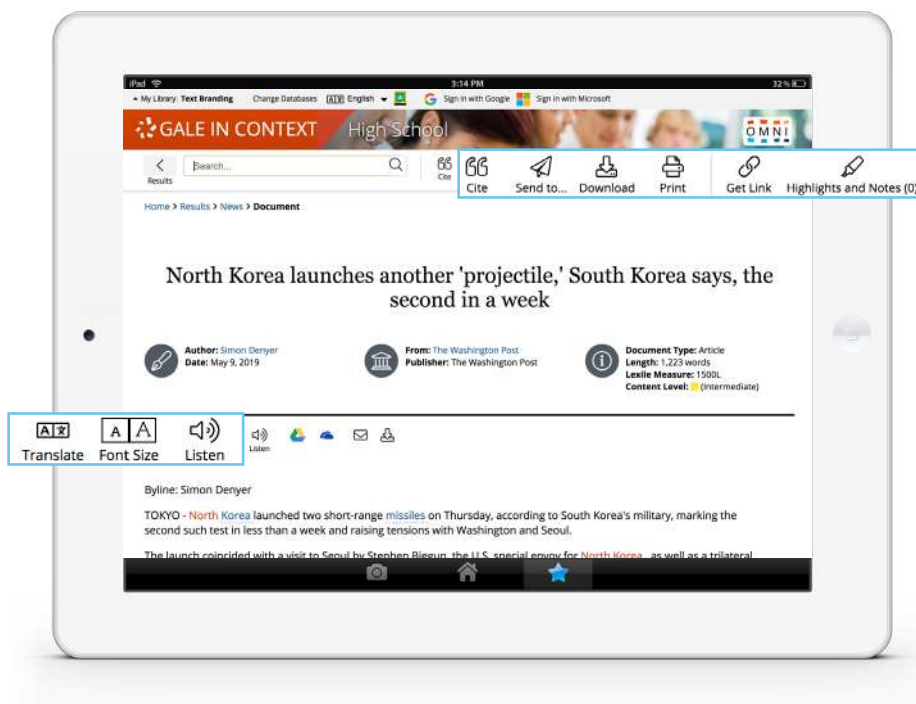 iPad 3:14 PM 32%
My Library: Text Branding Change Databases English Sign in with Google Sign in with Microsoft
GALE IN CONTEXT High School OMNI
Results Search... Cite Cite Send to... Download Print Get Link Highlights and Notes (0)
Home > Results > News > Document
North Korea launches another 'projectile,' South Korea says, the
second in a week
Author: Simon Denyer
Date: May 9, 2019
From: The Washington Post
Publisher: The Washington Post
Document Type: Article
Length: 1,223 words
Lexile Measure: 1500L
Content Level: (Intermediate)
A A
Translate Font Size Listen Listen
Byline: Simon Denyer
TOKYO - North Korea launched two short-range missiles on Thursday, according to South Korea's military, marking the
second such test in less than a week and raising tensions with Washington and Seoul.
The launch coincided with a visit to Seoul by Stephen Biegun, the U.S. special envoy for North Korea, as well as a trilateral